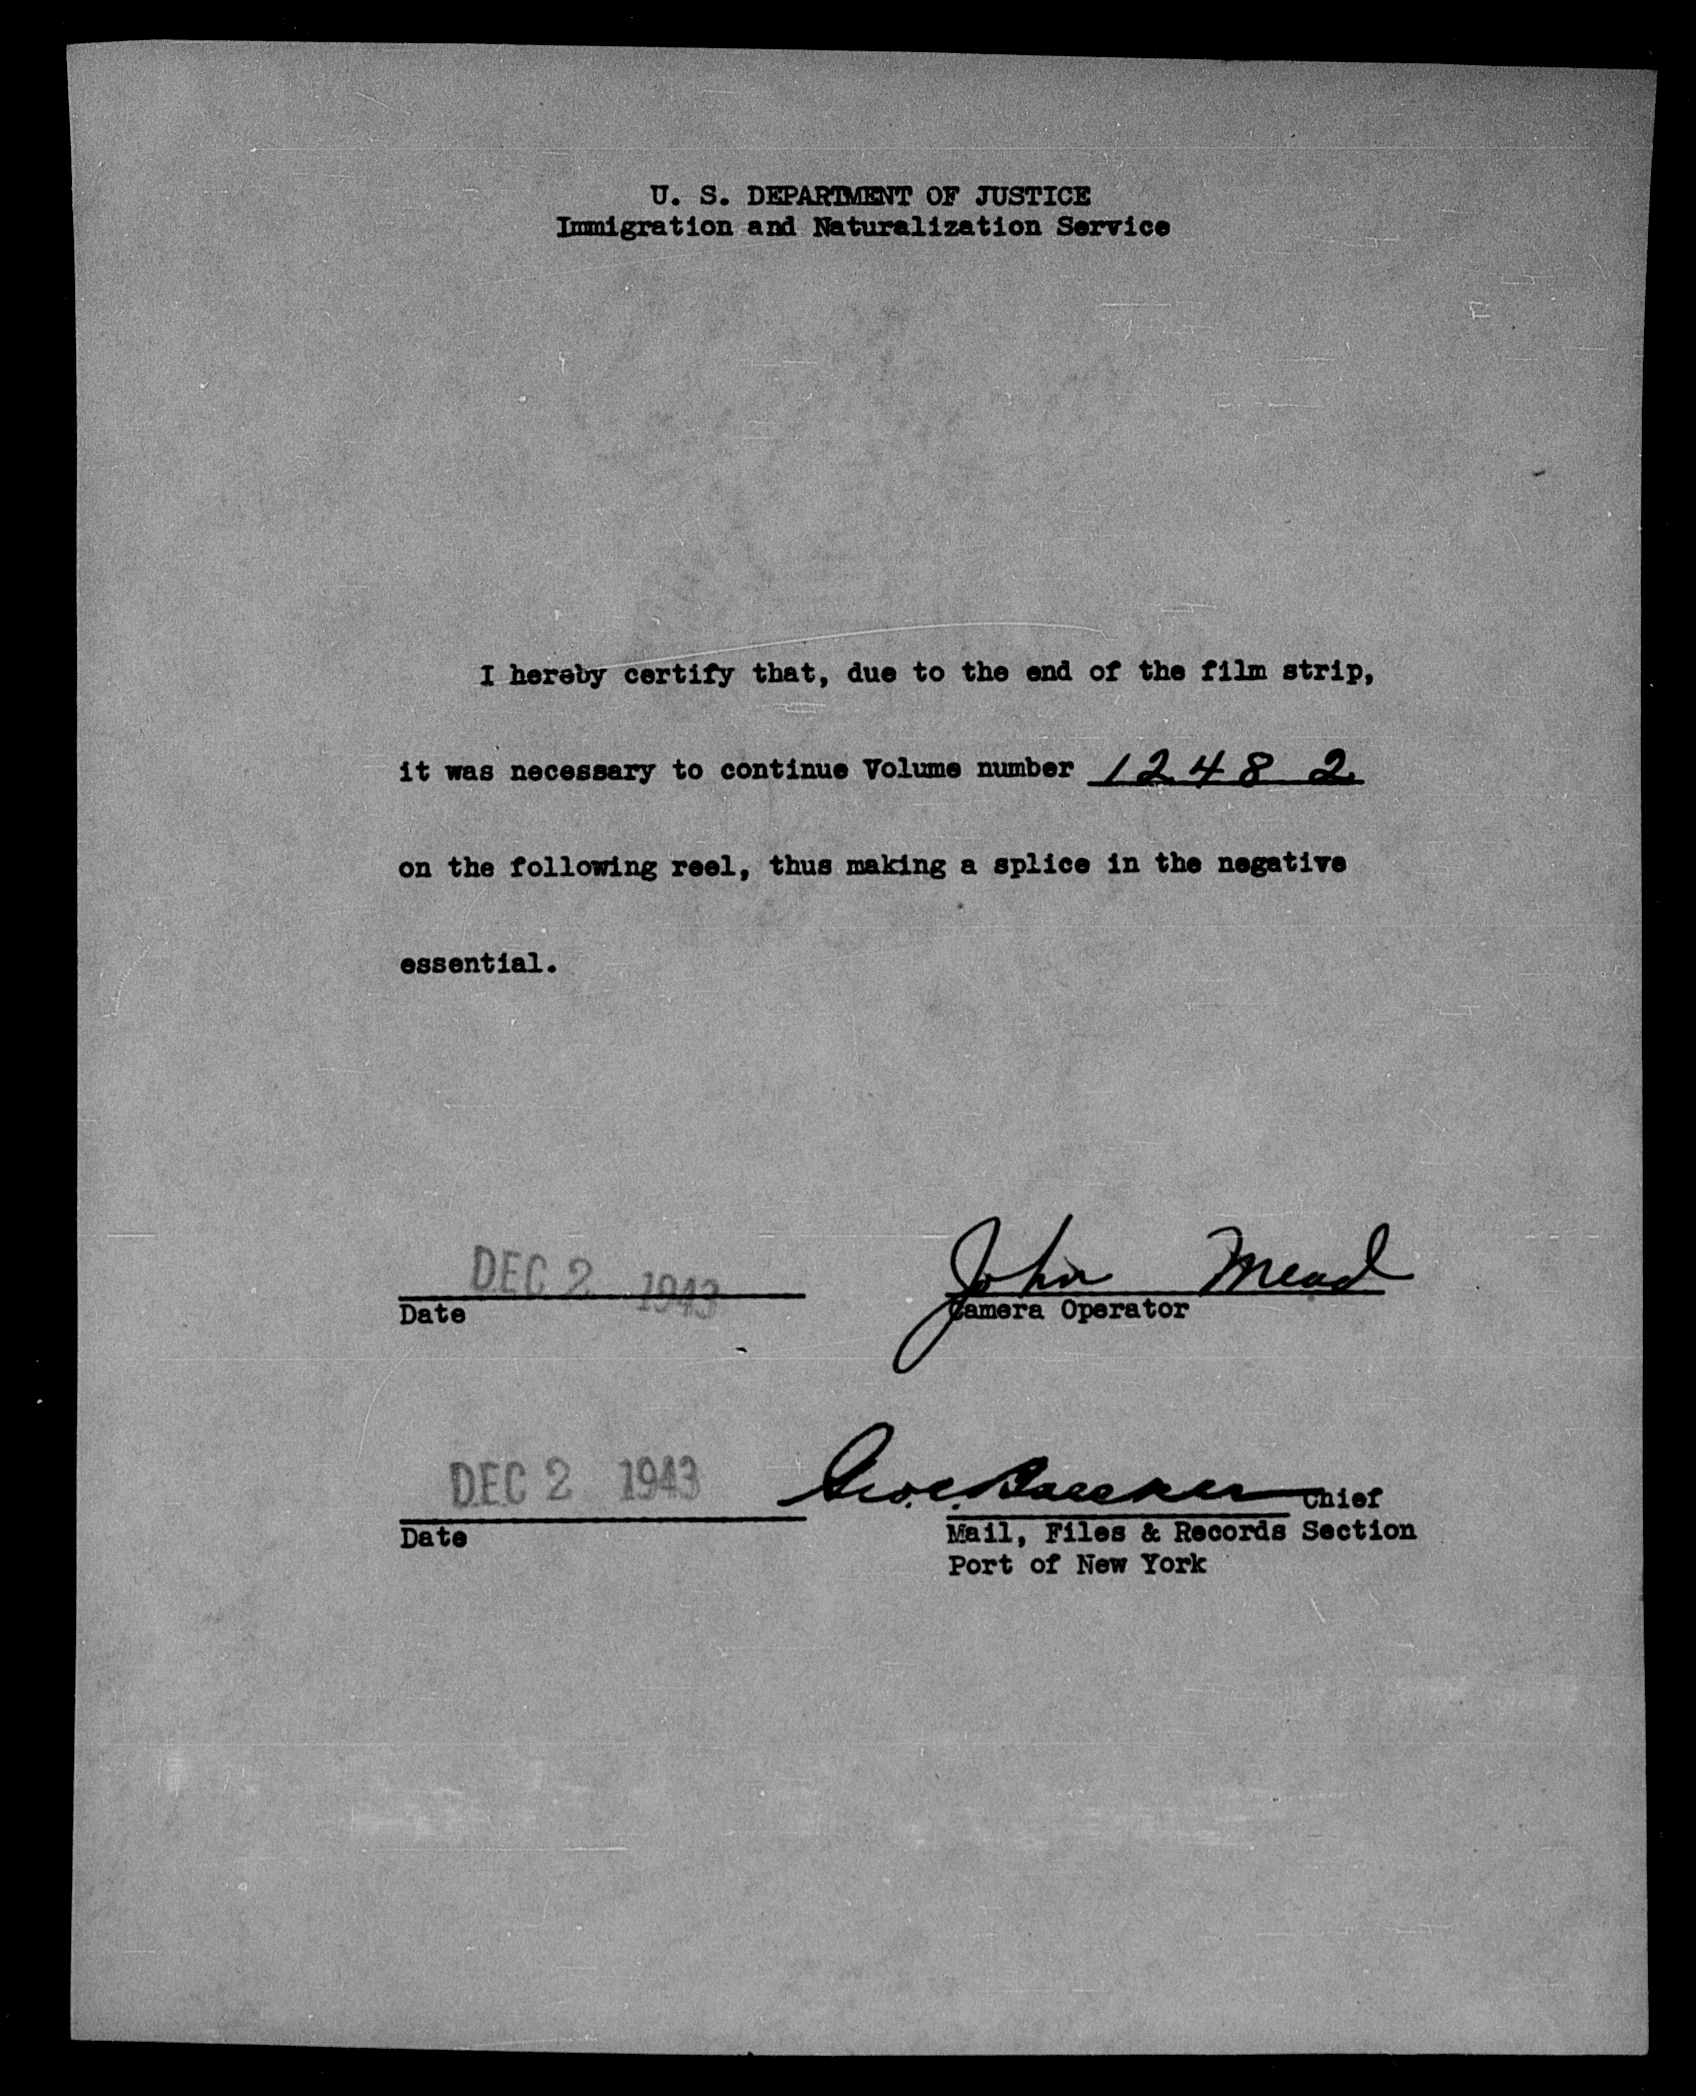 U. S. DEPARTMENT OF JUSTICE
Immigration and Naturalization Service
I hereby certify that, due to the end of the film strip,
it was necessary to continue Volume number 12482
on the following reel, thus making a splice in the negative
essential.
DEC 2 1943
John Mead
Date
Camera Operator
DEC 2 1943
Geo. Chief
Date
Mail, Files & Records Section
Port of New York